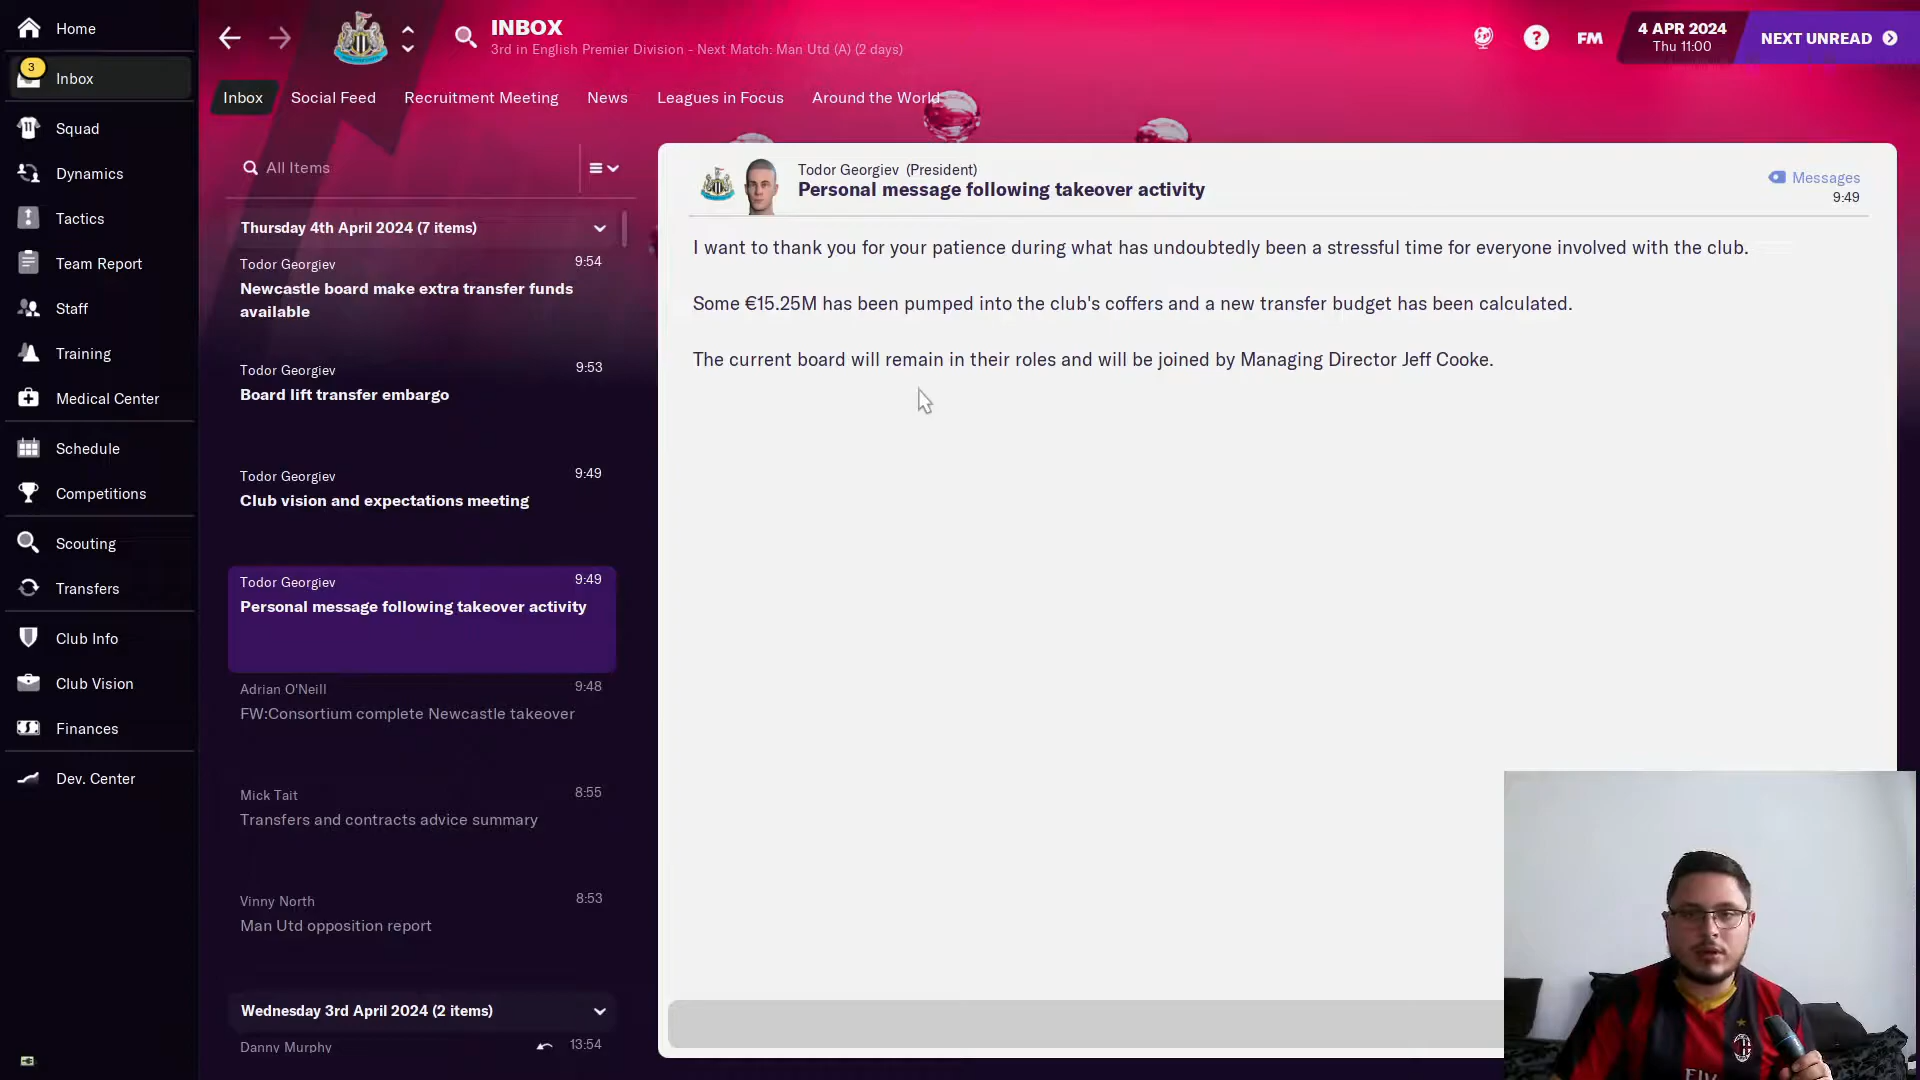 Home
3
Inbox
Squad
Dynamics
Tactics
Team Report
Staff
Training
Medical Center
Schedule
Competitions
Scouting
Transfers
Club Info
Club Vision
Finances
Dev. Center
INBOX
3rd in English Premier Division - Next Match: Man Utd (A) (2 days)
?
FM
4 APR 2024
Thu 11:00
NEXT UNREAD
Inbox Social Feed Recruitment Meeting News Leagues in Focus Around the World
All Items
Thursday 4th April 2024 (7 items)
Todor Georgiev 9:54
Newcastle board make extra transfer funds
available
Todor Georgiev 9:53
Board lift transfer embargo
Todor Georgiev 9:49
Club vision and expectations meeting
Todor Georgiev 9:49
Personal message following takeover activity
Adrian O'Neill 9:48
FW:Consortium complete Newcastle takeover
Mick Tait 8:55
Transfers and contracts advice summary
Vinny North 8:53
Man Utd opposition report
Wednesday 3rd April 2024 (2 items)
Danny Murphy 13:54
Todor Georgiev (President)
Personal message following takeover activity
Messages
9:49
I want to thank you for your patience during what has undoubtedly been a stressful time for everyone involved with the club.
Some €15.25M has been pumped into the club's coffers and a new transfer budget has been calculated.
The current board will remain in their roles and will be joined by Managing Director Jeff Cooke.